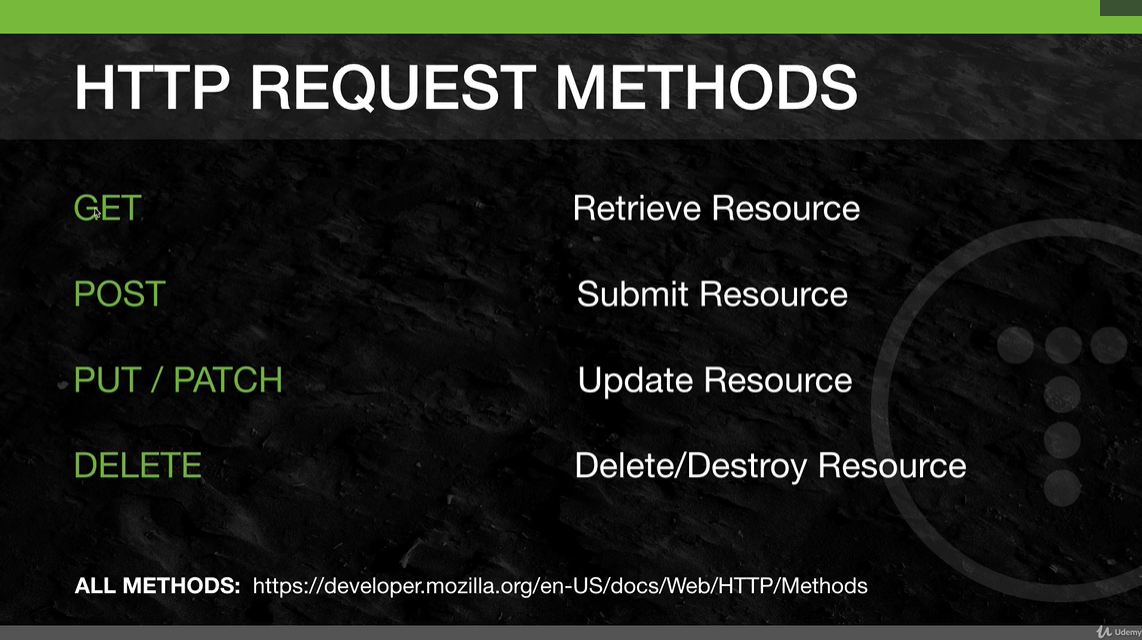 HTTP REQUEST METHODS
GET Retrieve Resource
POST Submit Resource
PUT / PATCH Update Resource
DELETE Delete/Destroy Resource
ALL METHODS: https://developer.mozilla.org/en-US/docs/Web/HTTP/Methods
Udemy